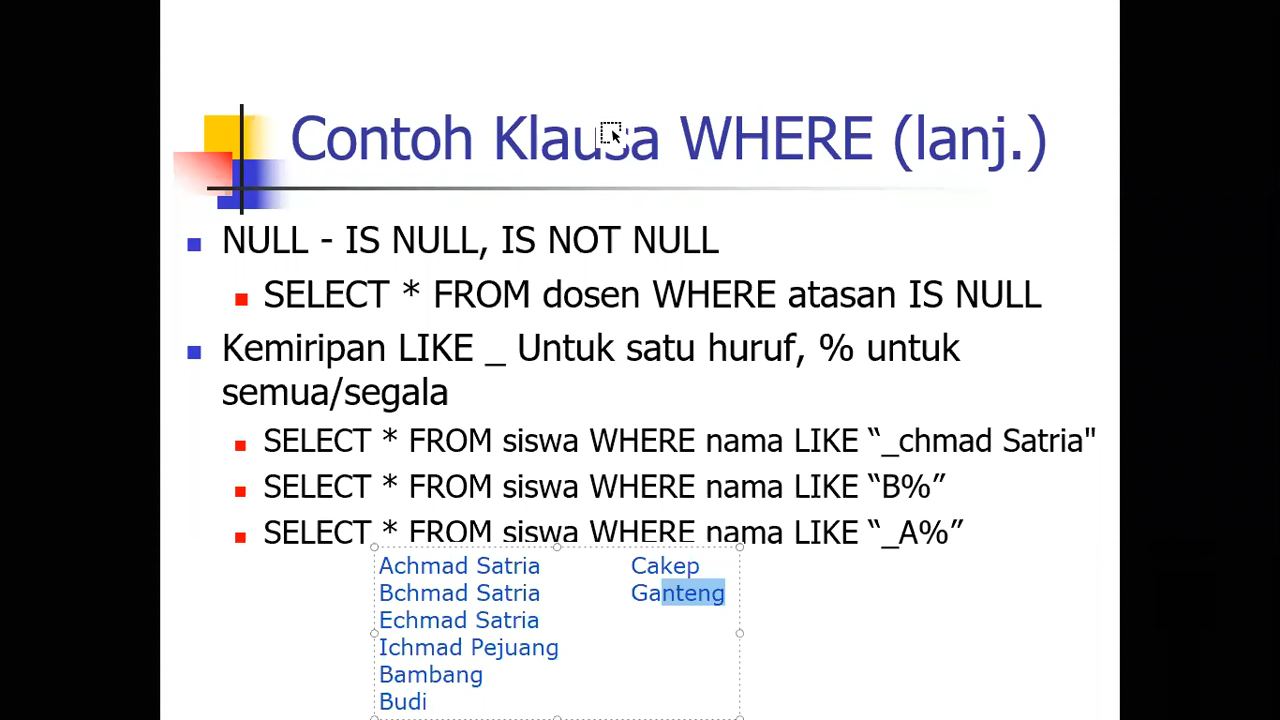 Contoh Klausa WHERE (lanj.)
NULL - IS NULL, IS NOT NULL
SELECT * FROM dosen WHERE atasan IS NULL
Kemiripan LIKE _ Untuk satu huruf, % untuk
semua/segala
SELECT * FROM siswa WHERE nama LIKE “_chmad Satria"
SELECT * FROM siswa WHERE nama LIKE “B%”
SELECT * FROM siswa WHERE nama LIKE “_A%”
Achmad Satria Cakep
Bchmad Satria Ganteng
Echmad Satria
Ichmad Pejuang
Bambang
Budi